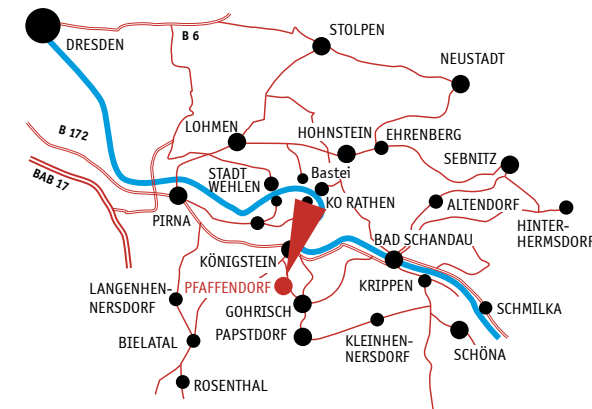 STOLPEN
B 6
DRESDEN
NEUSTADT
B 172
LOHMEN
HOHNSTEIN
EHRENBERG
BAB 17
SEBNITZ
STADT
WEHLEN
Bastei
KO RATHEN
ALTENDORF
PIRNA
HINTER-
HERMSDORF
BAD SCHANDAU
KÖNIGSTEIN
PFAFFENDORF
KRIPPEN
LANGENHEN-
NERSDORF
GOHRISCH
SCHMILKA
PAPSTDORF
BIELATAL
KLEINHEN-
NERSDORF
SCHÖNA
ROSENTHAL